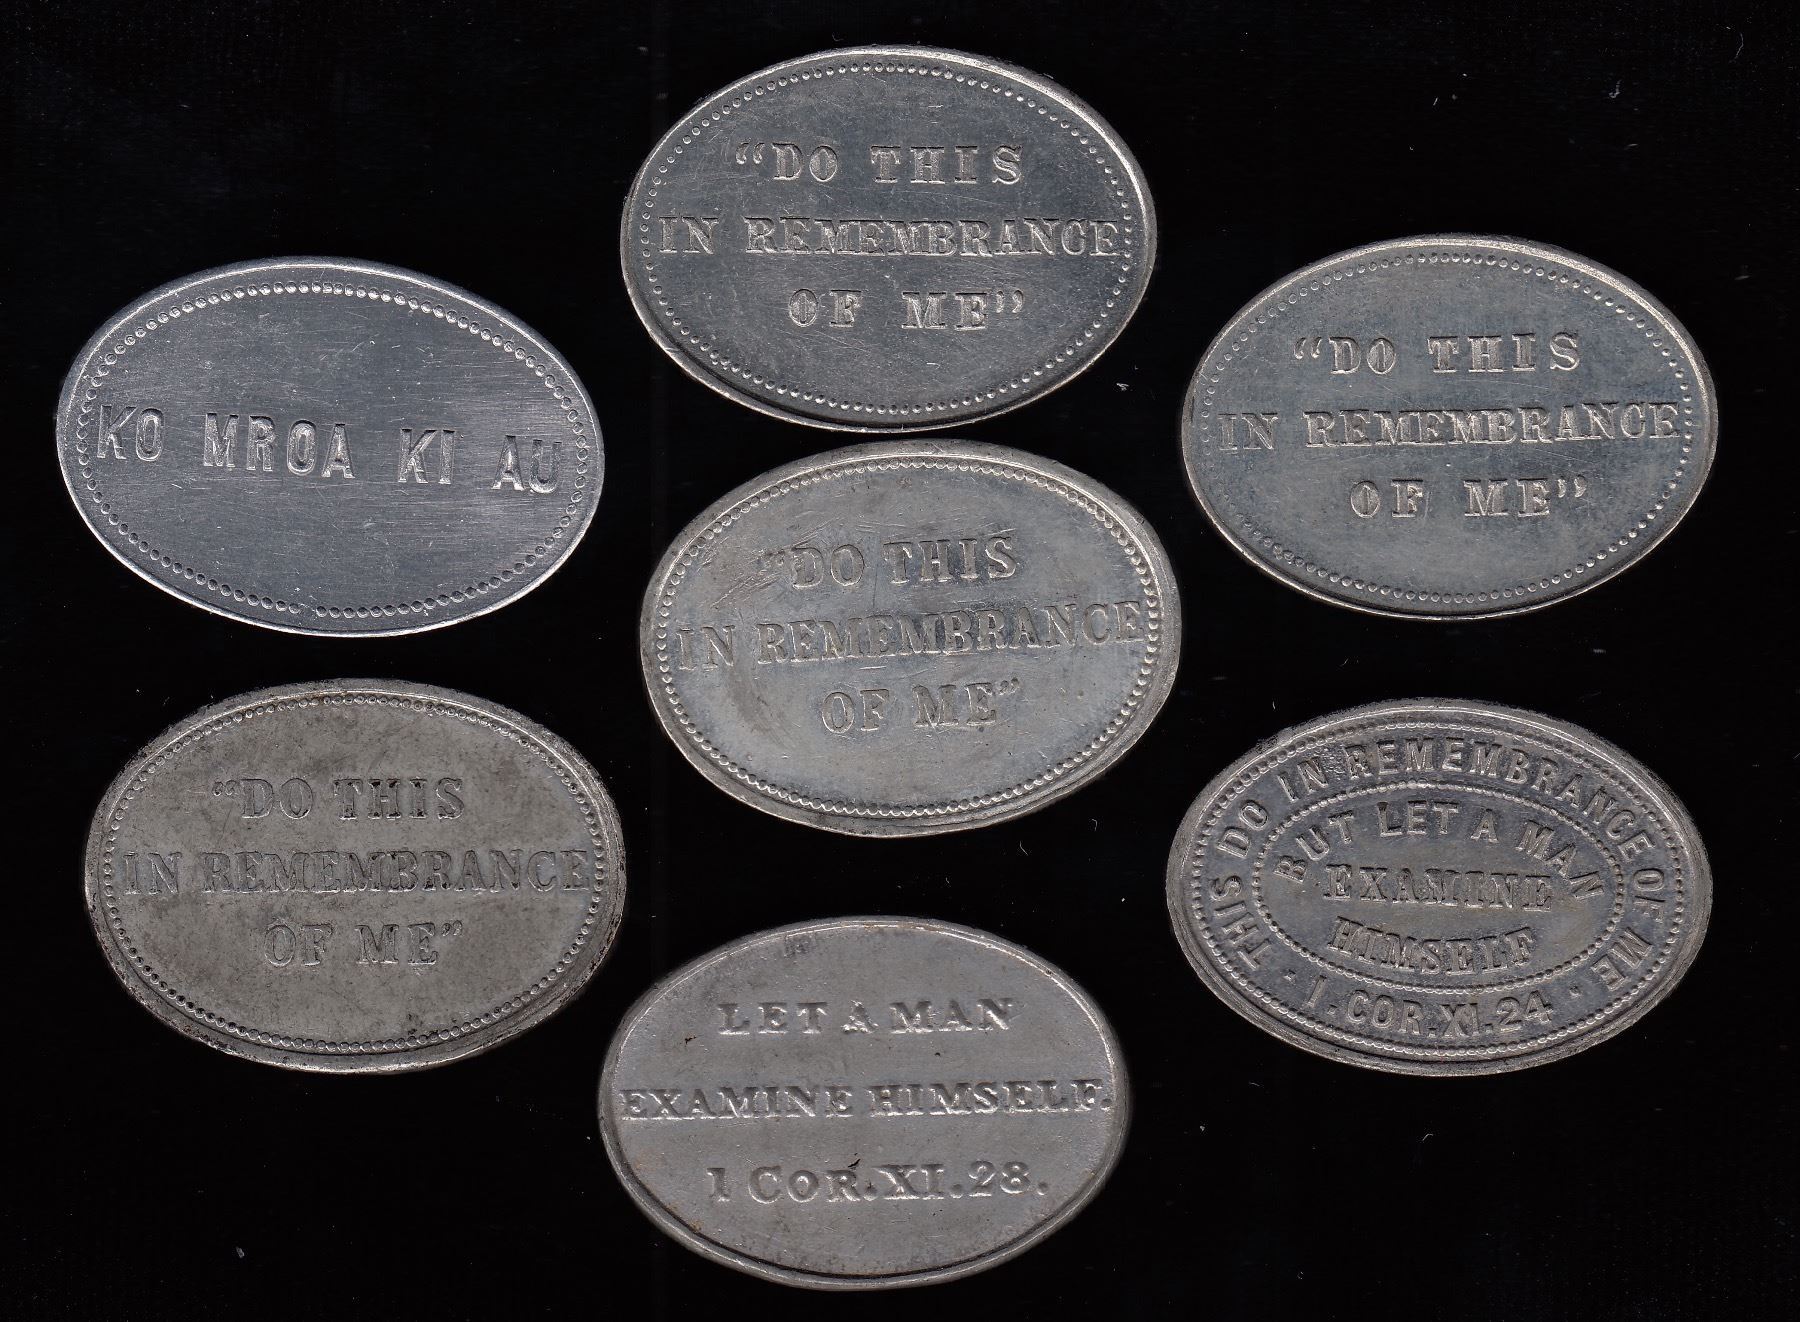 "DO THIS
IN REMEMBRANCE
OF ME"
KO MROA KI AU
"DO THIS
IN REMEMBRANCE
OF ME"
"DO THIS
IN REMEMBRANCE
OF ME"
"DO THIS
IN REMEMBRANCE
OF ME"
THIS DO IN REMEMBRANCE OF ME
· I. COR. XI. 24 ·
BUT LET A MAN
EXAMINE
HIMSELF
LET A MAN
EXAMINE HIMSELF.
1 COR. XI. 28.